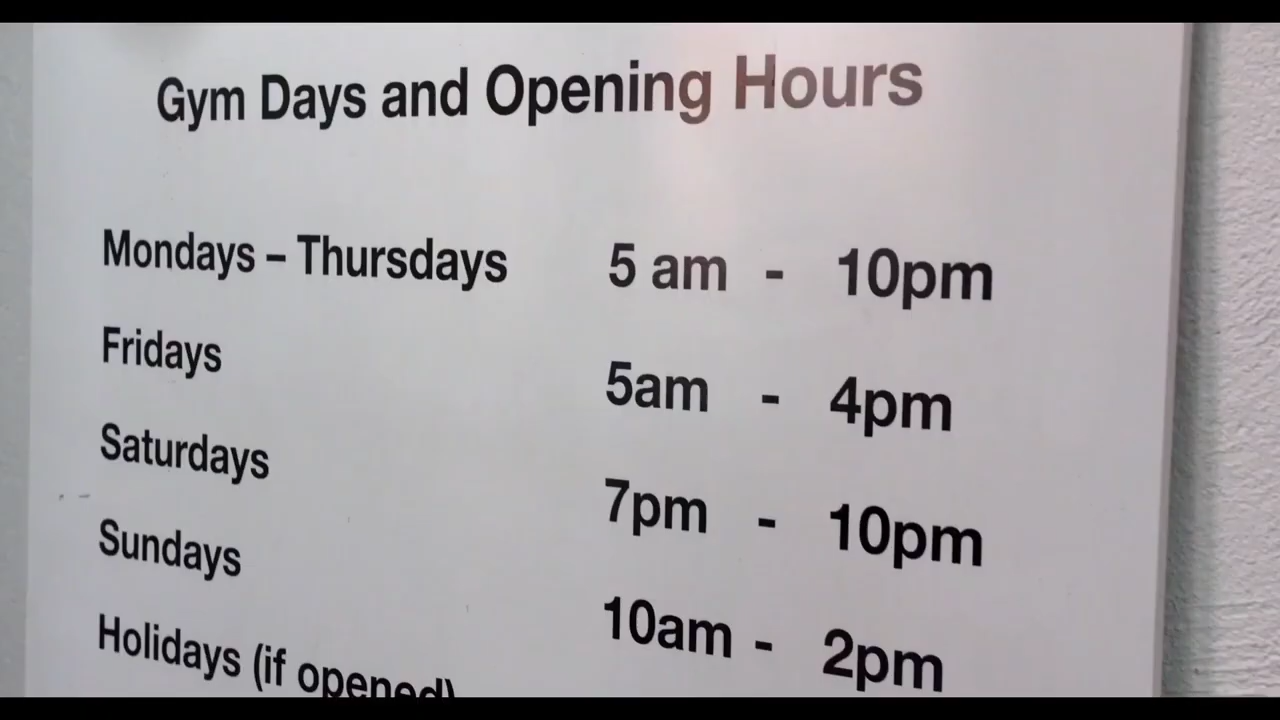 Gym Days and Opening Hours
Mondays – Thursdays 5 am - 10pm
Fridays 5am - 4pm
Saturdays 7pm - 10pm
Sundays 10am - 2pm
Holidays (if opened)